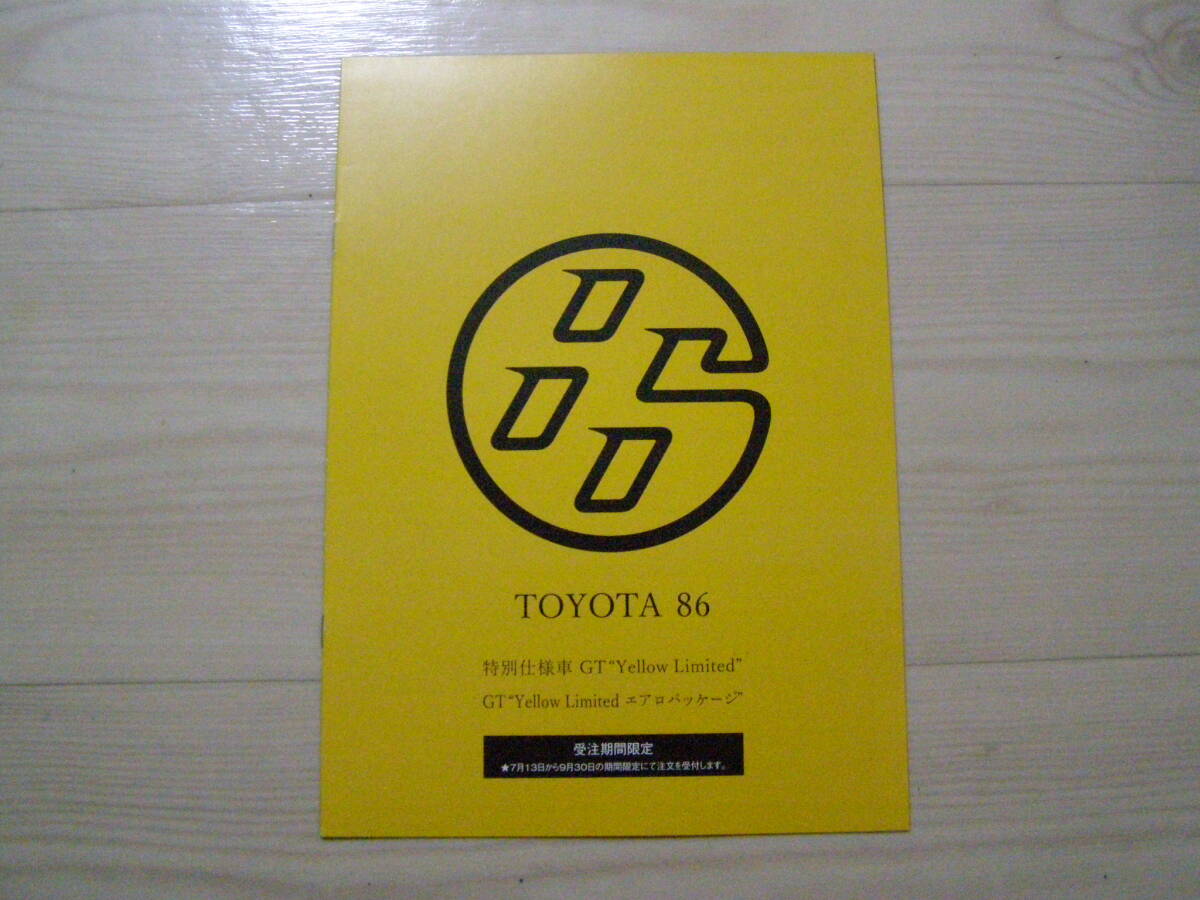 86
TOYOTA 86
特別仕様車 GT“Yellow Limited”
GT“Yellow Limited エアロパッケージ”
受注期間限定
★7月13日から9月30日の期間限定にて注文を受付します。